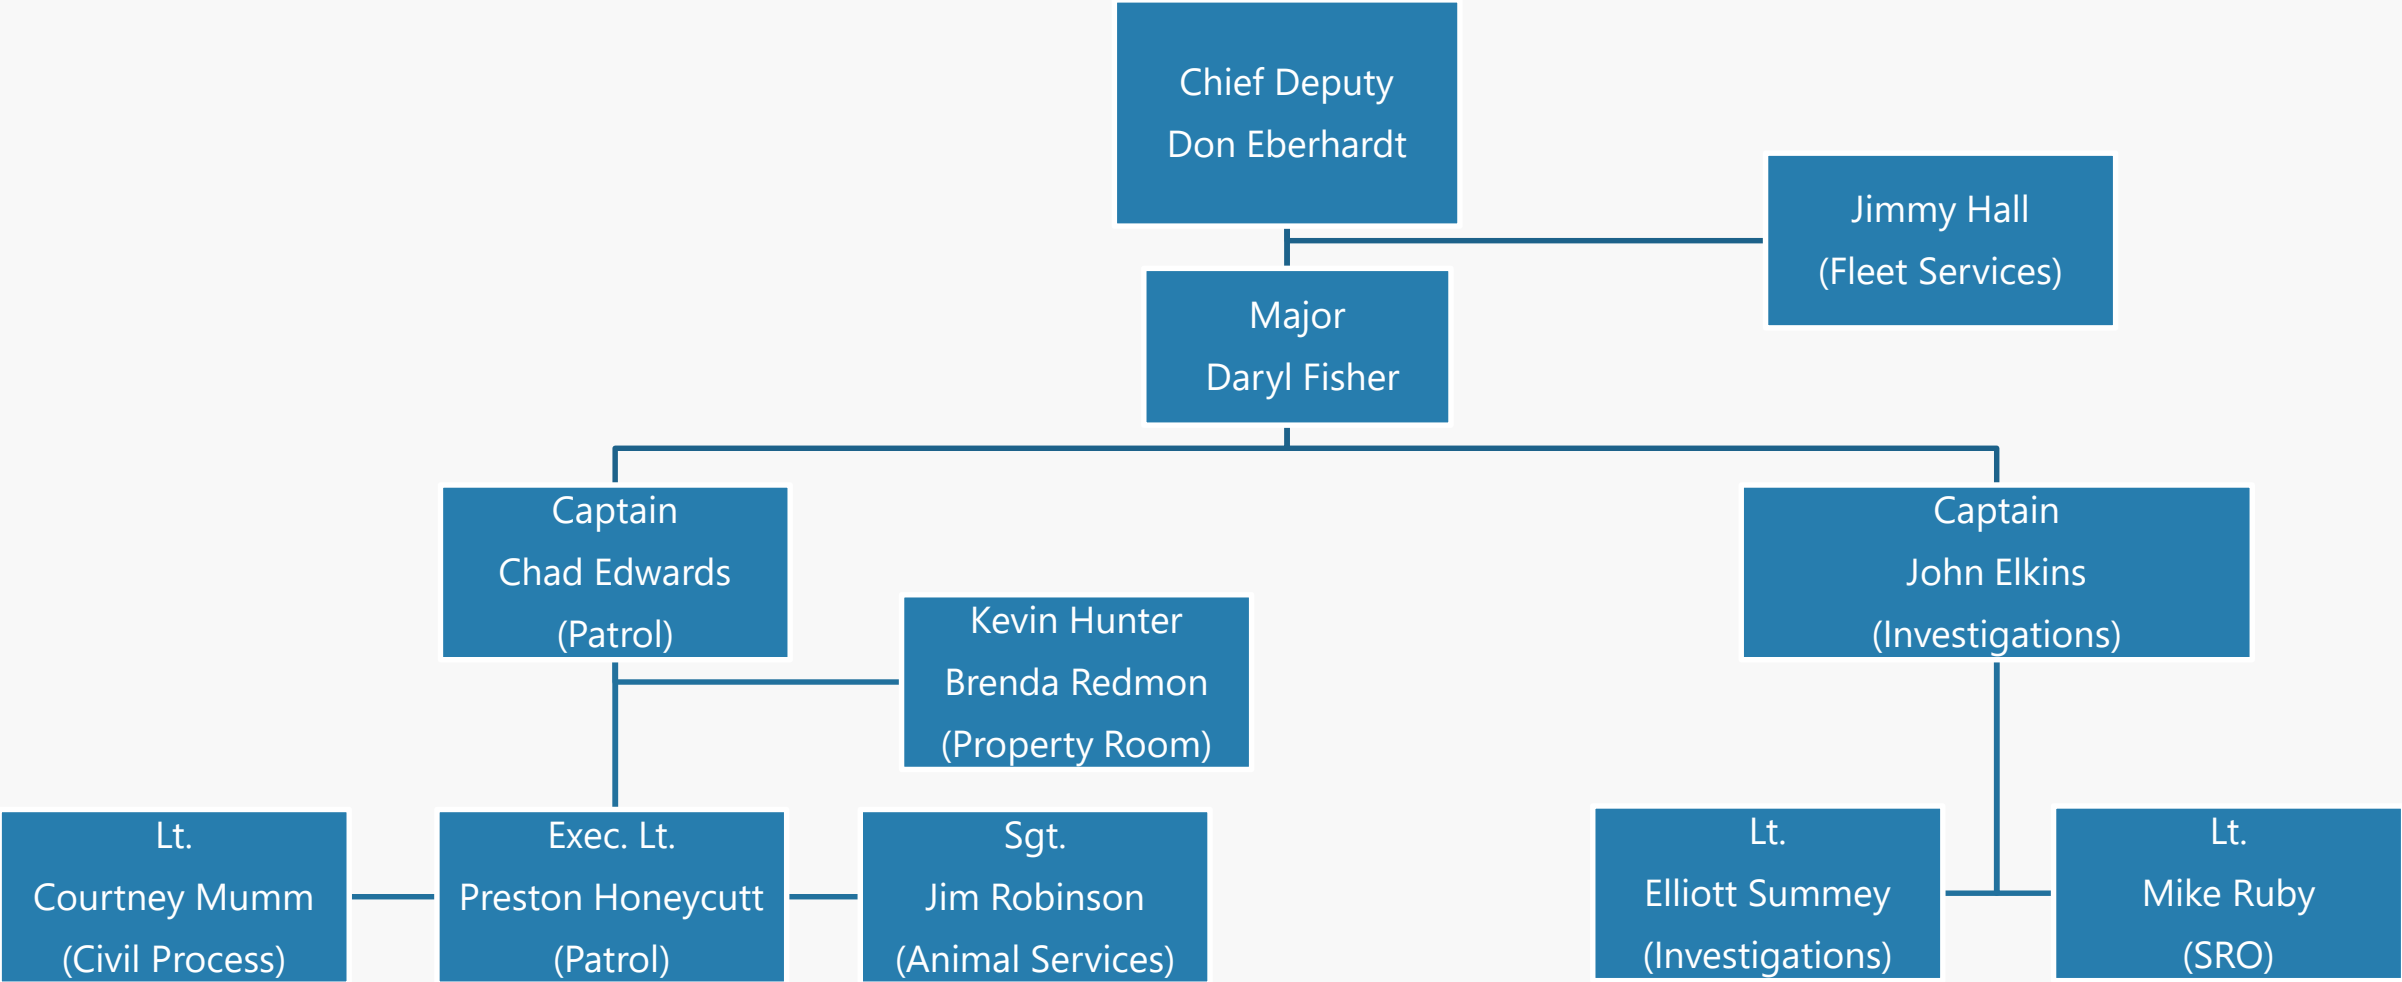 Chief Deputy
Don Eberhardt
Jimmy Hall
(Fleet Services)
Major
Daryl Fisher
Captain
Chad Edwards
(Patrol)
Captain
John Elkins
(Investigations)
Kevin Hunter
Brenda Redmon
(Property Room)
Lt.
Courtney Mumm
(Civil Process)
Exec. Lt.
Preston Honeycutt
(Patrol)
Sgt.
Jim Robinson
(Animal Services)
Lt.
Elliott Summey
(Investigations)
Lt.
Mike Ruby
(SRO)